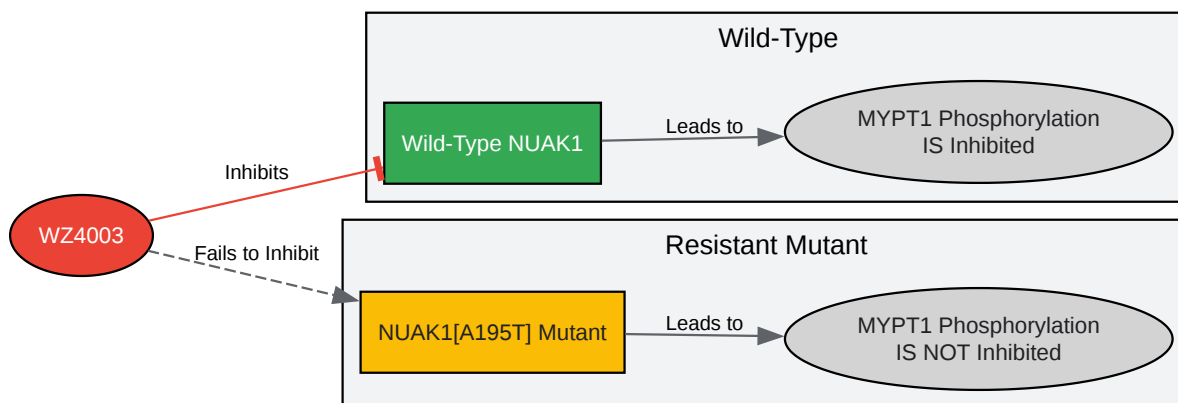 Wild-Type
Wild-Type NUAK1
Leads to
MYPT1 Phosphorylation
IS Inhibited
Inhibits
WZ4003
Fails to Inhibit
Resistant Mutant
NUAK1[A195T] Mutant
Leads to
MYPT1 Phosphorylation
IS NOT Inhibited